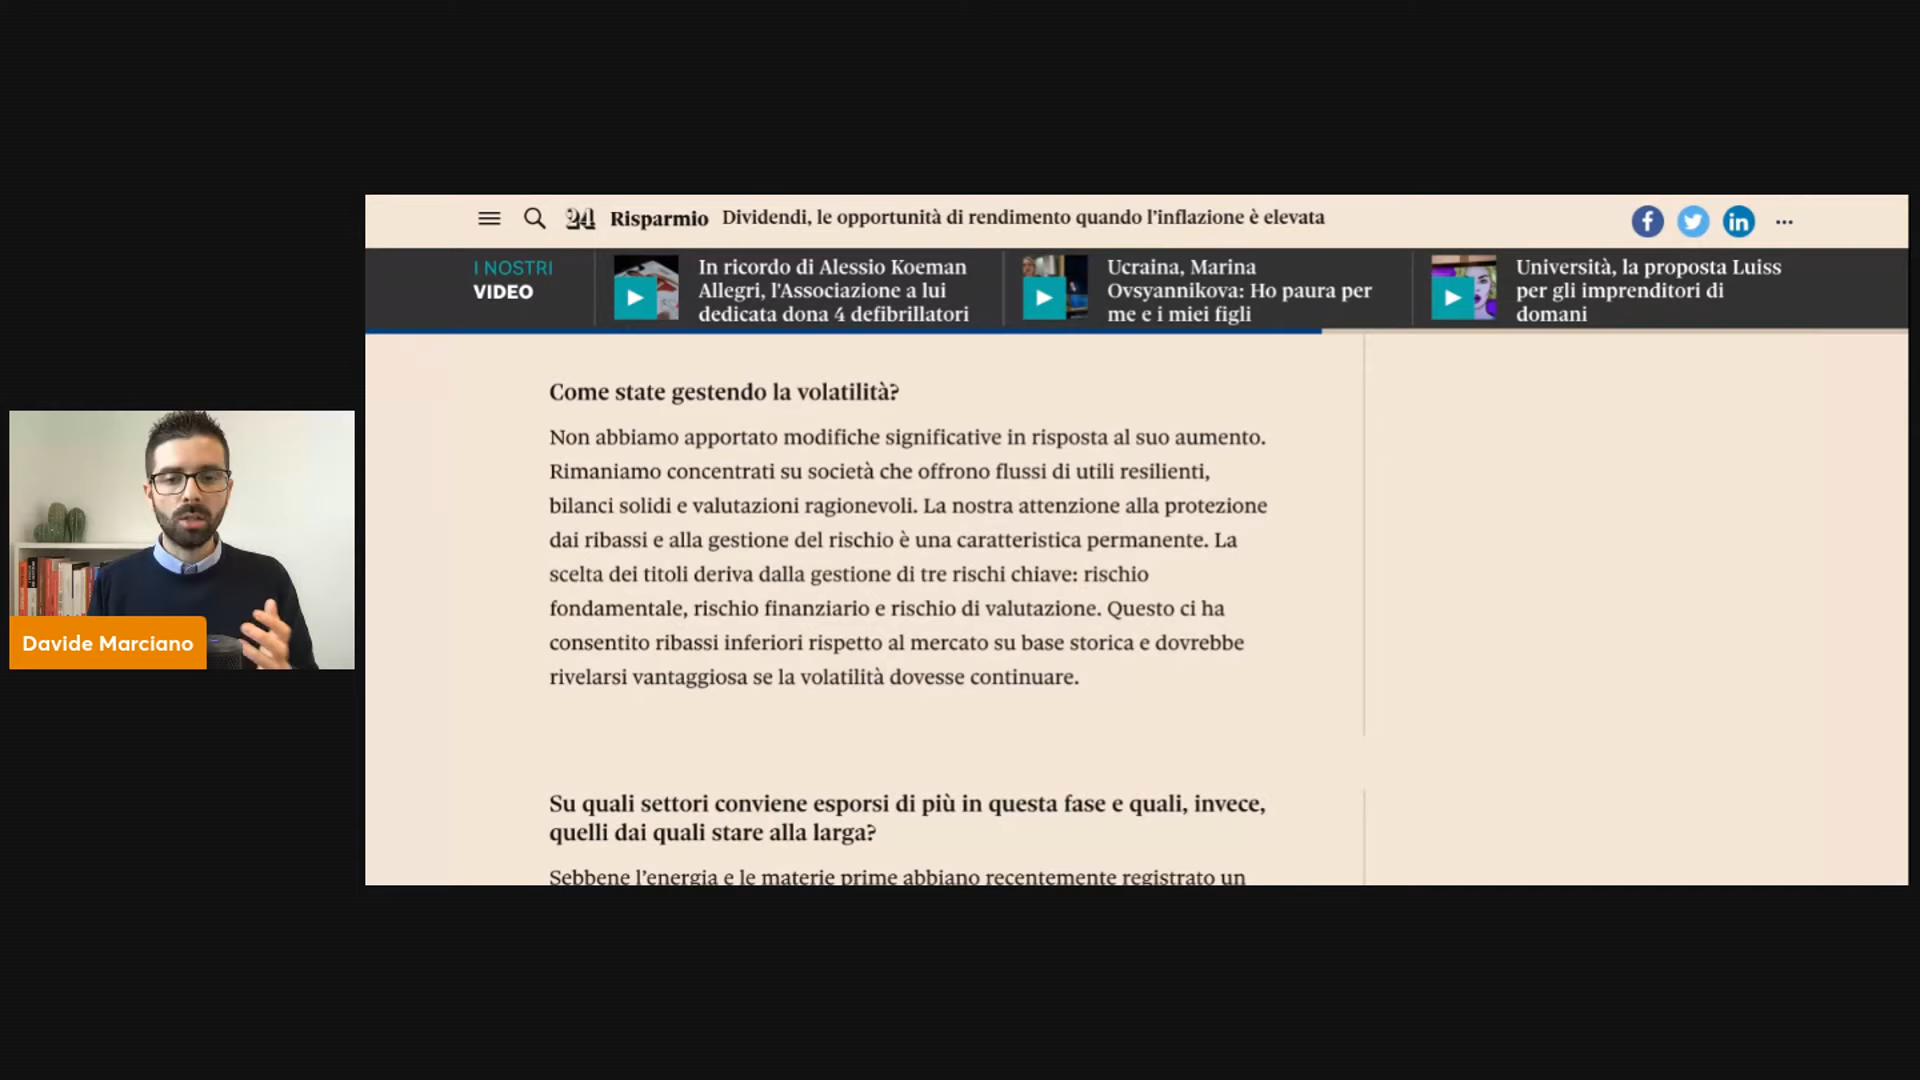 24 Risparmio Dividendi, le opportunità di rendimento quando l'inflazione è elevata
I NOSTRI
VIDEO
In ricordo di Alessio Koeman
Allegri, l'Associazione a lui
dedicata dona 4 defibrillatori
Ucraina, Marina
Ovsyannikova: Ho paura per
me e i miei figli
Università, la proposta Luiss
per gli imprenditori di
domani
Come state gestendo la volatilità?
Non abbiamo apportato modifiche significative in risposta al suo aumento.
Rimaniamo concentrati su società che offrono flussi di utili resilienti,
bilanci solidi e valutazioni ragionevoli. La nostra attenzione alla protezione
dai ribassi e alla gestione del rischio è una caratteristica permanente. La
scelta dei titoli deriva dalla gestione di tre rischi chiave: rischio
fondamentale, rischio finanziario e rischio di valutazione. Questo ci ha
consentito ribassi inferiori rispetto al mercato su base storica e dovrebbe
rivelarsi vantaggiosa se la volatilità dovesse continuare.
Su quali settori conviene esporsi di più in questa fase e quali, invece,
quelli dai quali stare alla larga?
Sebbene l'energia e le materie prime abbiano recentemente registrato un
Davide Marciano